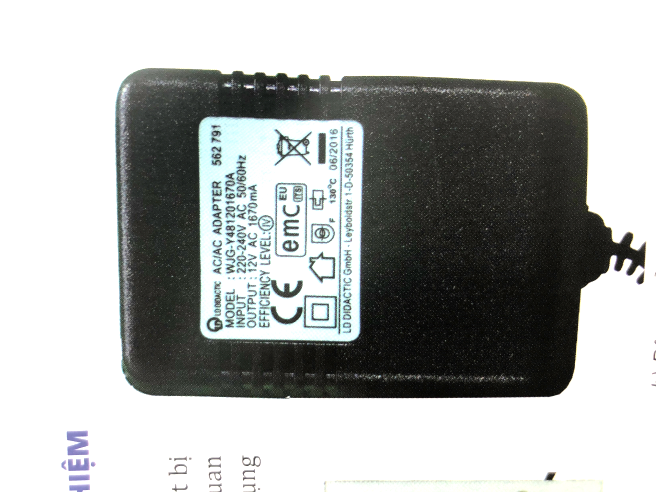 LD DIDACTIC AC/AC ADAPTER 562 791
MODEL : WJG-Y481201670A
INPUT : 220-240V AC 50/60Hz
OUTPUT : 12V AC 1670mA
EFFICIENCY LEVEL: IV
CE emc EU ITS
F 130°C 06/2016
LD DIDACTIC GmbH - Leyboldstr 1-D-50354 Hürth
HIỆM
t bị
uan
ụng